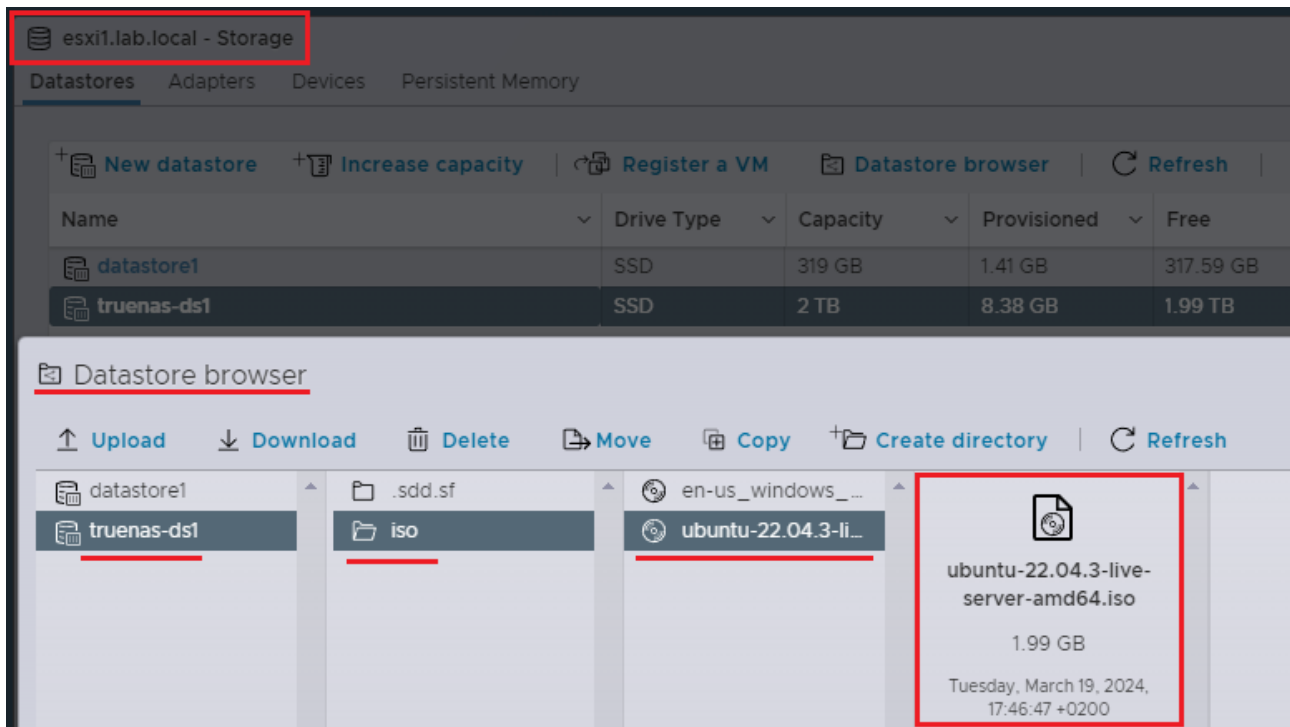 esxi1.lab.local - Storage
Datastores Adapters Devices Persistent Memory
New datastore Increase capacity Register a VM Datastore browser Refresh
Name Drive Type Capacity Provisioned Free
datastore1 SSD 319 GB 1.41 GB 317.59 GB
truenas-ds1 SSD 2 TB 8.38 GB 1.99 TB
Datastore browser
Upload Download Delete Move Copy Create directory Refresh
datastore1 .sdd.sf en-us_windows_...
truenas-ds1 iso ubuntu-22.04.3-li...
ubuntu-22.04.3-live-
server-amd64.iso
1.99 GB
Tuesday, March 19, 2024,
17:46:47 +0200